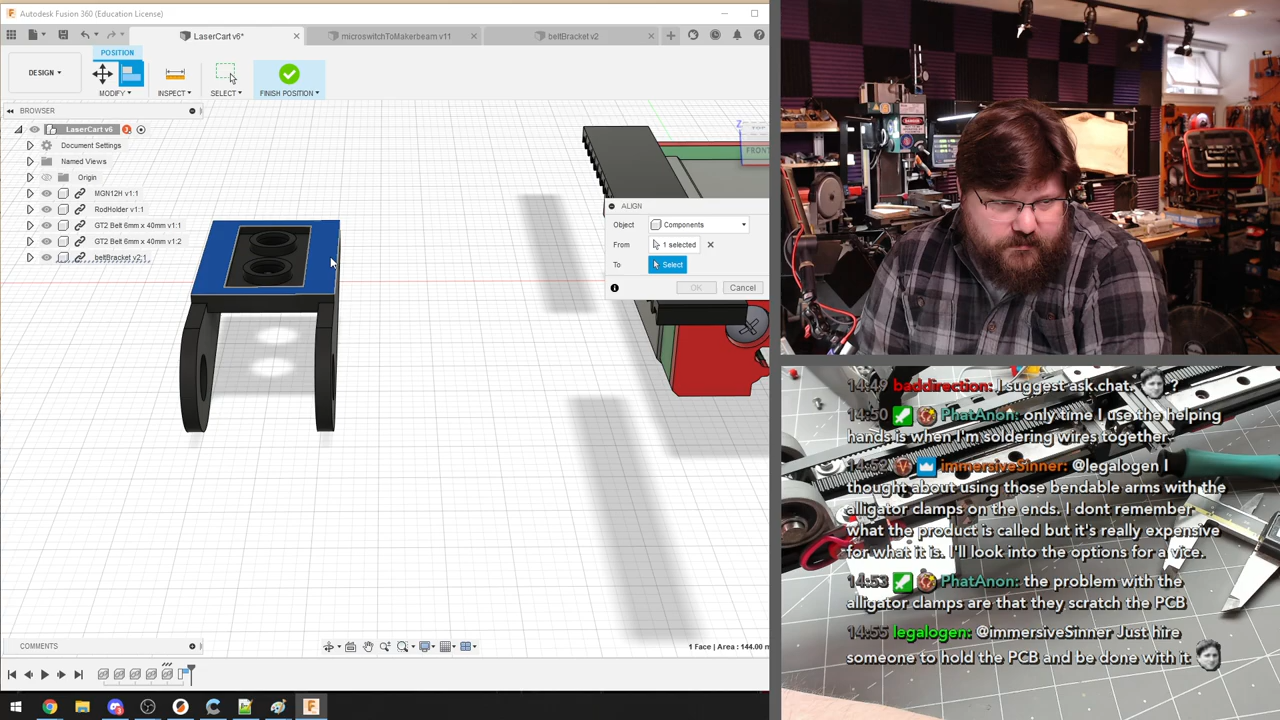 Autodesk Fusion 360 (Education License)
LaserCart v6*
microswitchToMakerbeam v11
beltBracket v2
POSITION
DESIGN
MODIFY
INSPECT
SELECT
FINISH POSITION
BROWSER
LaserCart v6
Document Settings
Named Views
Origin
MGN12H v1:1
RodHolder v1:1
GT2 Belt 6mm x 40mm v1:1
GT2 Belt 6mm x 40mm v1:2
beltBracket v2:1
Z
FRONT
ALIGN
Object
Components
From
1 selected
To
Select
OK
Cancel
COMMENTS
1 Face | Area : 144.00 m
14:49 baddirection: I suggest ask chat. ?
14:50 PhatAnon: only time I use the helping
hands is when I'm soldering wires together
14:52 immersiveSinner: @legalogen I
thought about using those bendable arms with the
alligator clamps on the ends. I dont remember
what the product is called but it's really expensive
for what it is. I'll look into the options for a vice.
14:53 PhatAnon: the problem with the
alligator clamps are that they scratch the PCB
14:55 legalogen: @immersiveSinner Just hire
someone to hold the PCB and be done with it